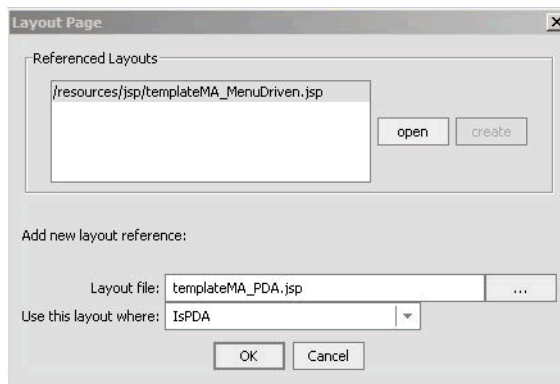 Layout Page
Referenced Layouts
/resources/jsp/templateMA_MenuDriven.jsp
open create
Add new layout reference:
Layout file: templateMA_PDA.jsp ...
Use this layout where: IsPDA
OK Cancel